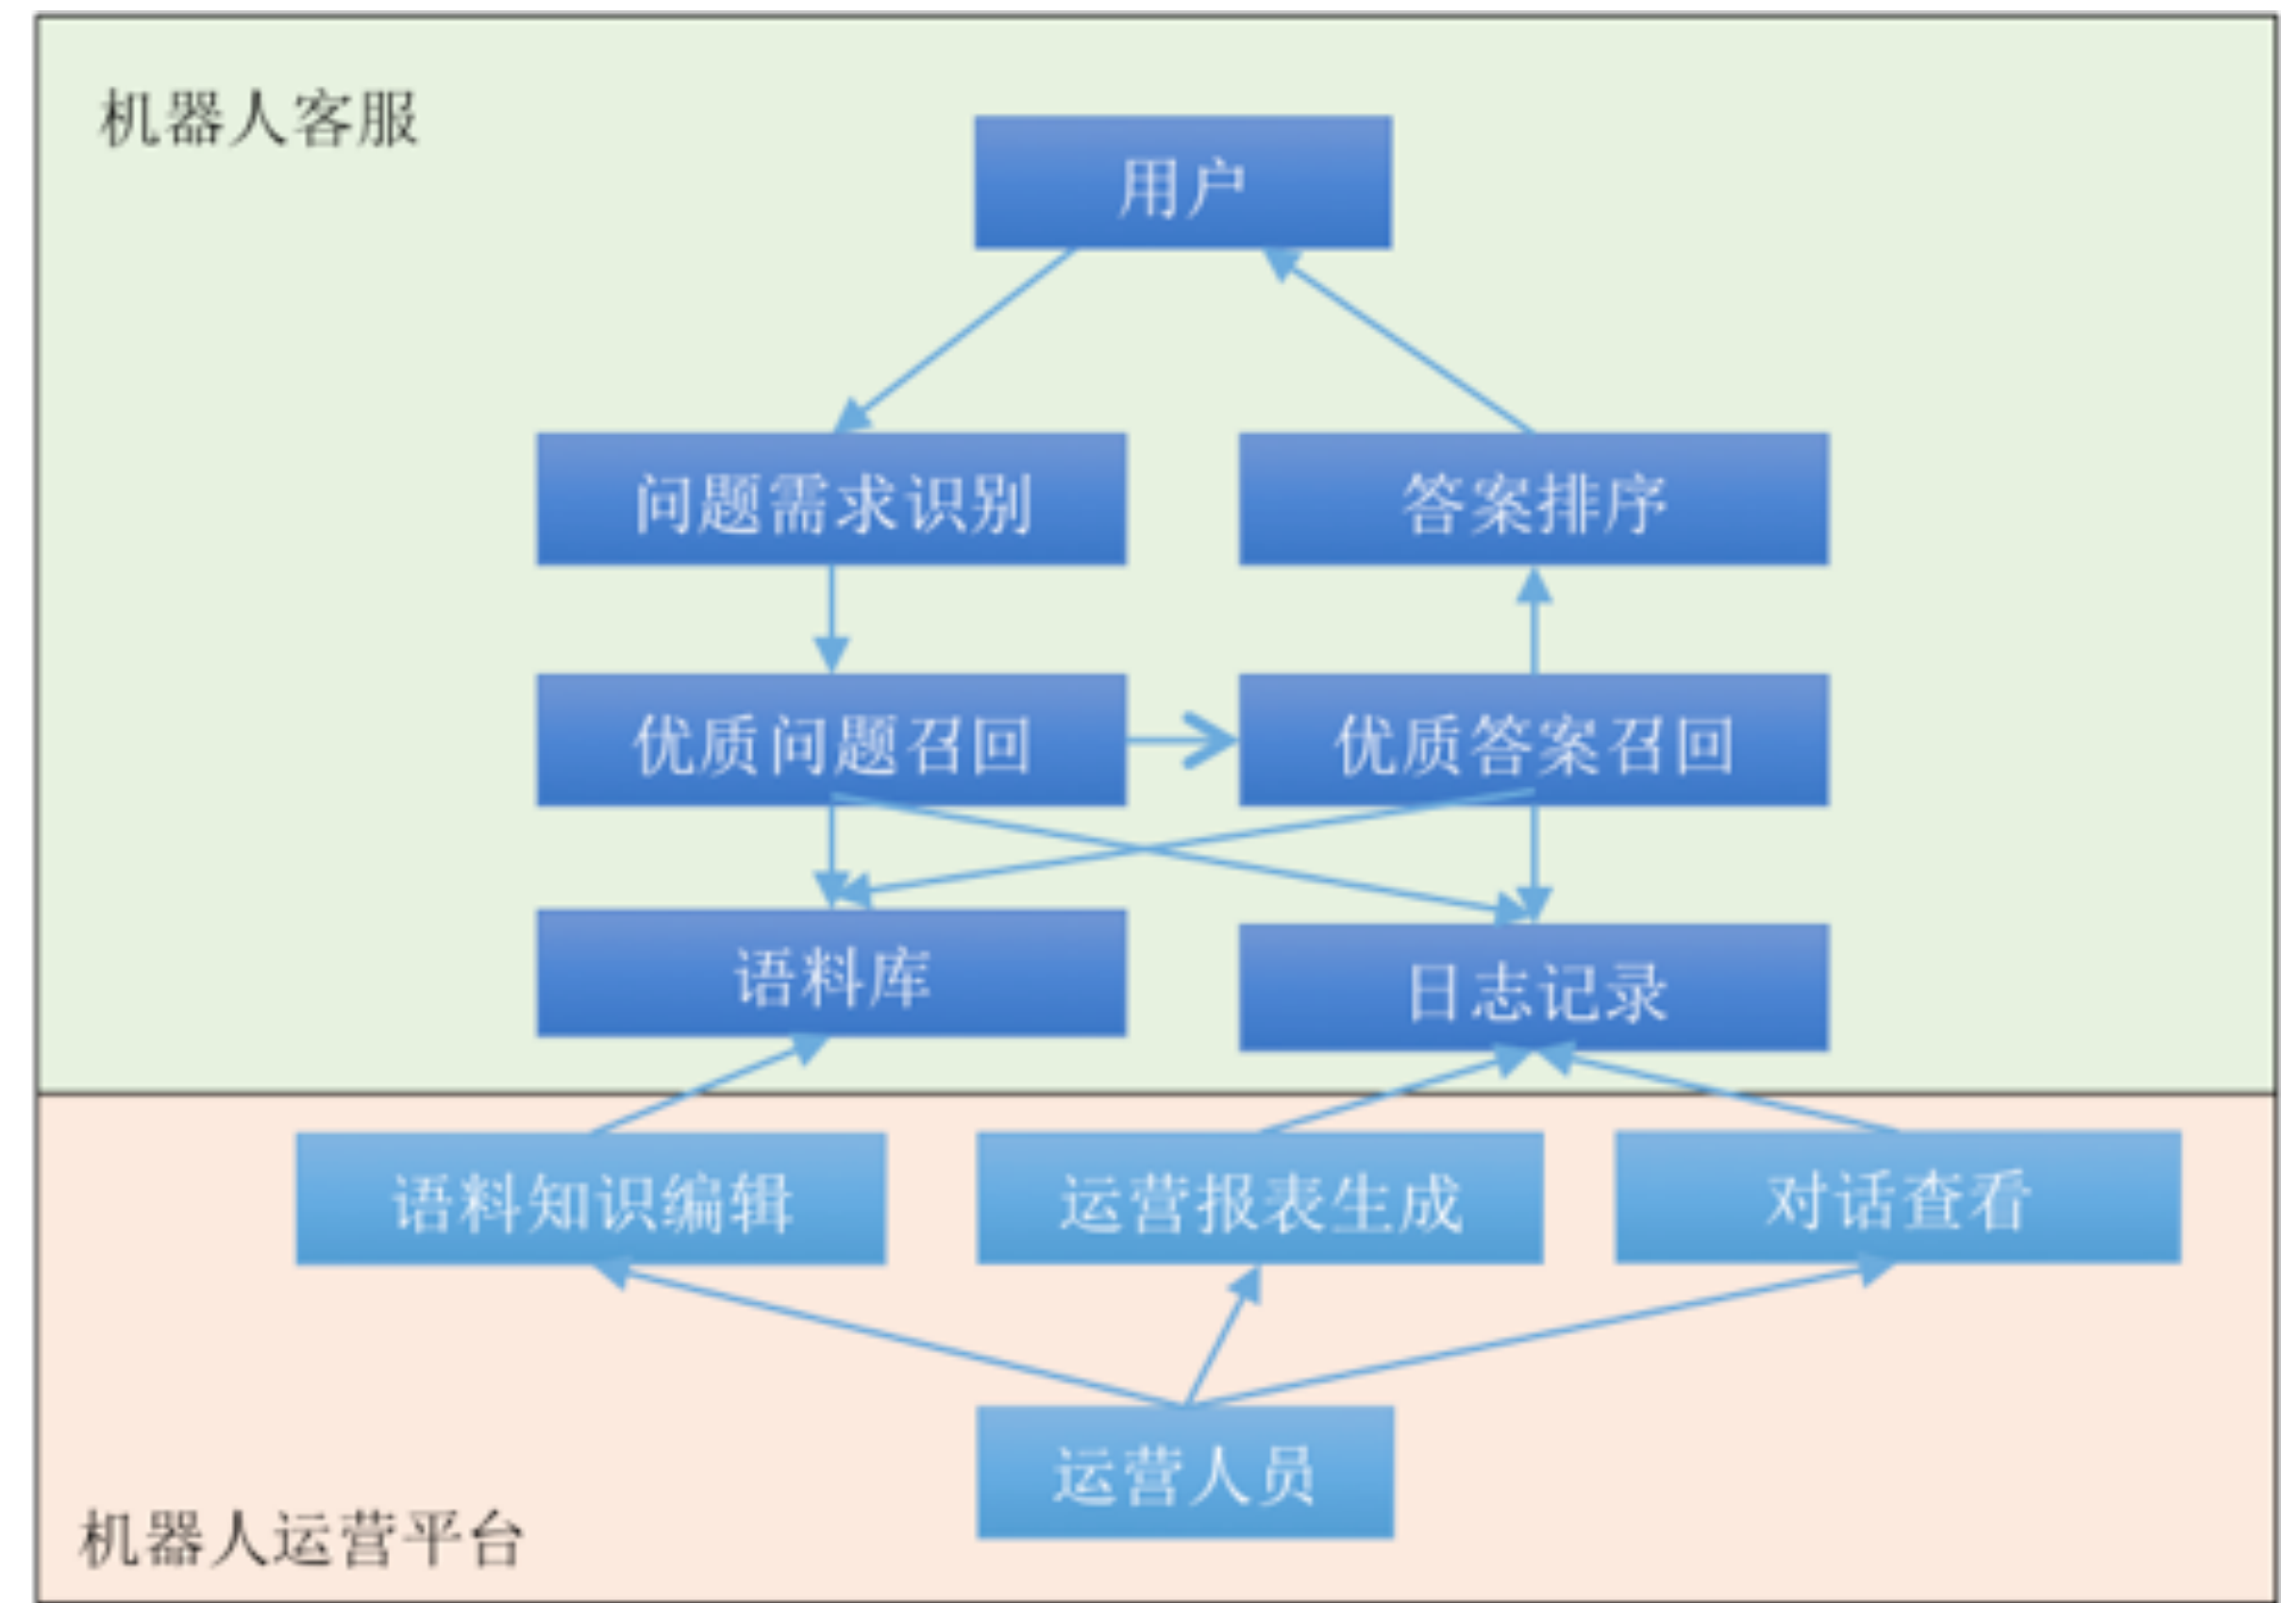 机器人客服
用户
问题需求识别
答案排序
优质问题召回
优质答案召回
语料库
日志记录
语料知识编辑
运营报表生成
对话查看
运营人员
机器人运营平台